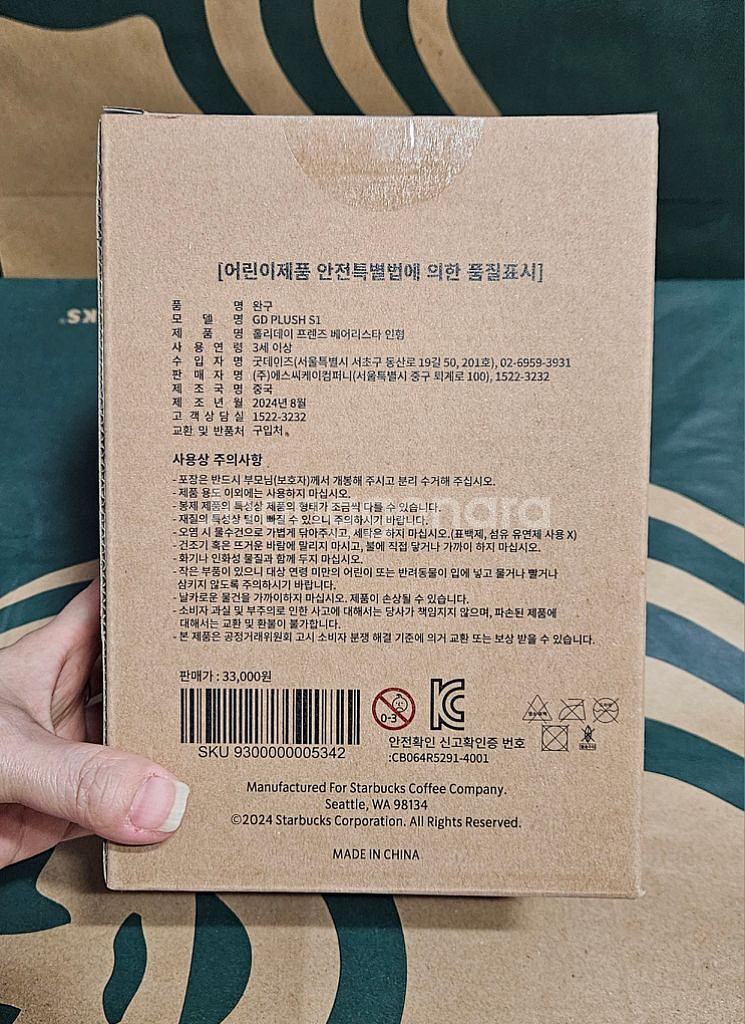 [어린이제품 안전특별법에 의한 품질표시]
품 명 완구
모 델 명 GD PLUSH S1
제 품 명 홀리데이 프렌즈 베어리스타 인형
사 용 연 령 3세 이상
수 입 자 명 굿데이즈(서울특별시 서초구 동산로 19길 50, 201호), 02-6959-3931
판 매 자 명 (주)에스씨케이컴퍼니(서울특별시 중구 퇴계로 100), 1522-3232
제 조 국 명 중국
제 조 년 월 2024년 8월
고 객 상 담 실 1522-3232
교환 및 반품처 구입처
사용상 주의사항
- 포장은 반드시 부모님(보호자)께서 개봉해 주시고 분리 수거해 주십시오.
- 제품 용도 이외에는 사용하지 마십시오.
- 봉제 제품의 특성상 제품의 형태가 조금씩 다를 수 있습니다.
- 재질의 특성상 털이 빠질 수 있으니 주의하시기 바랍니다.
- 오염 시 물수건으로 가볍게 닦아주시고, 세탁은 하지 마십시오.(표백제, 섬유 유연제 사용 X)
- 건조기 혹은 뜨거운 바람에 말리지 마시고, 불에 직접 닿거나 가까이 하지 마십시오.
- 화기나 인화성 물질과 함께 두지 마십시오.
- 작은 부품이 있으니 대상 연령 미만의 어린이 또는 반려동물이 입에 넣고 물거나 빨거나
삼키지 않도록 주의하시기 바랍니다.
- 날카로운 물건을 가까이하지 마십시오. 제품이 손상될 수 있습니다.
- 소비자 과실 및 부주의로 인한 사고에 대해서는 당사가 책임지지 않으며, 파손된 제품에
대해서는 교환 및 환불이 불가합니다.
- 본 제품은 공정거래위원회 고시 소비자 분쟁 해결 기준에 의거 교환 또는 보상 받을 수 있습니다.
판매가 : 33,000원
SKU 9300000005342
0-3
안전확인 신고확인증 번호
:CB064R5291-4001
Manufactured For Starbucks Coffee Company.
Seattle, WA 98134
©2024 Starbucks Corporation. All Rights Reserved.
MADE IN CHINA